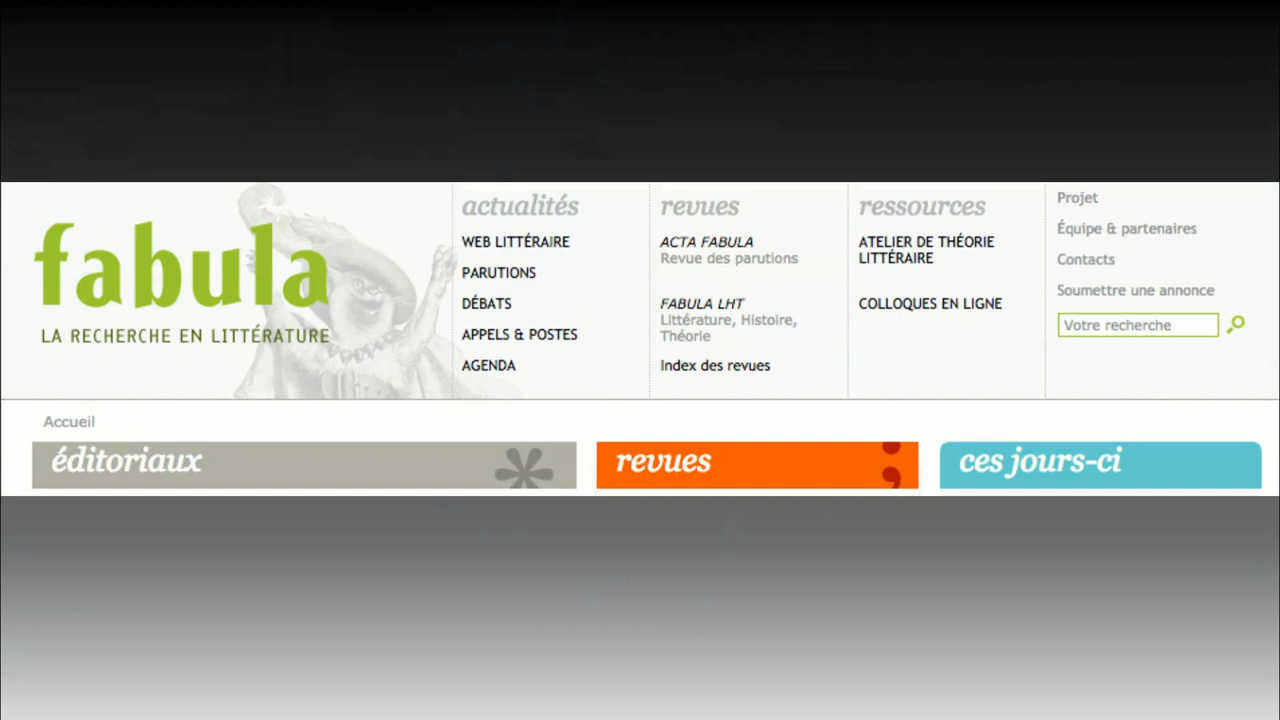 fabula
LA RECHERCHE EN LITTÉRATURE
actualités
WEB LITTÉRAIRE
PARUTIONS
DÉBATS
APPELS & POSTES
AGENDA
revues
ACTA FABULA
Revue des parutions
FABULA LHT
Littérature, Histoire,
Théorie
Index des revues
ressources
ATELIER DE THÉORIE
LITTÉRAIRE
COLLOQUES EN LIGNE
Projet
Équipe & partenaires
Contacts
Soumettre une annonce
Votre recherche
Accueil
éditoriaux *
revues ;
ces jours-ci